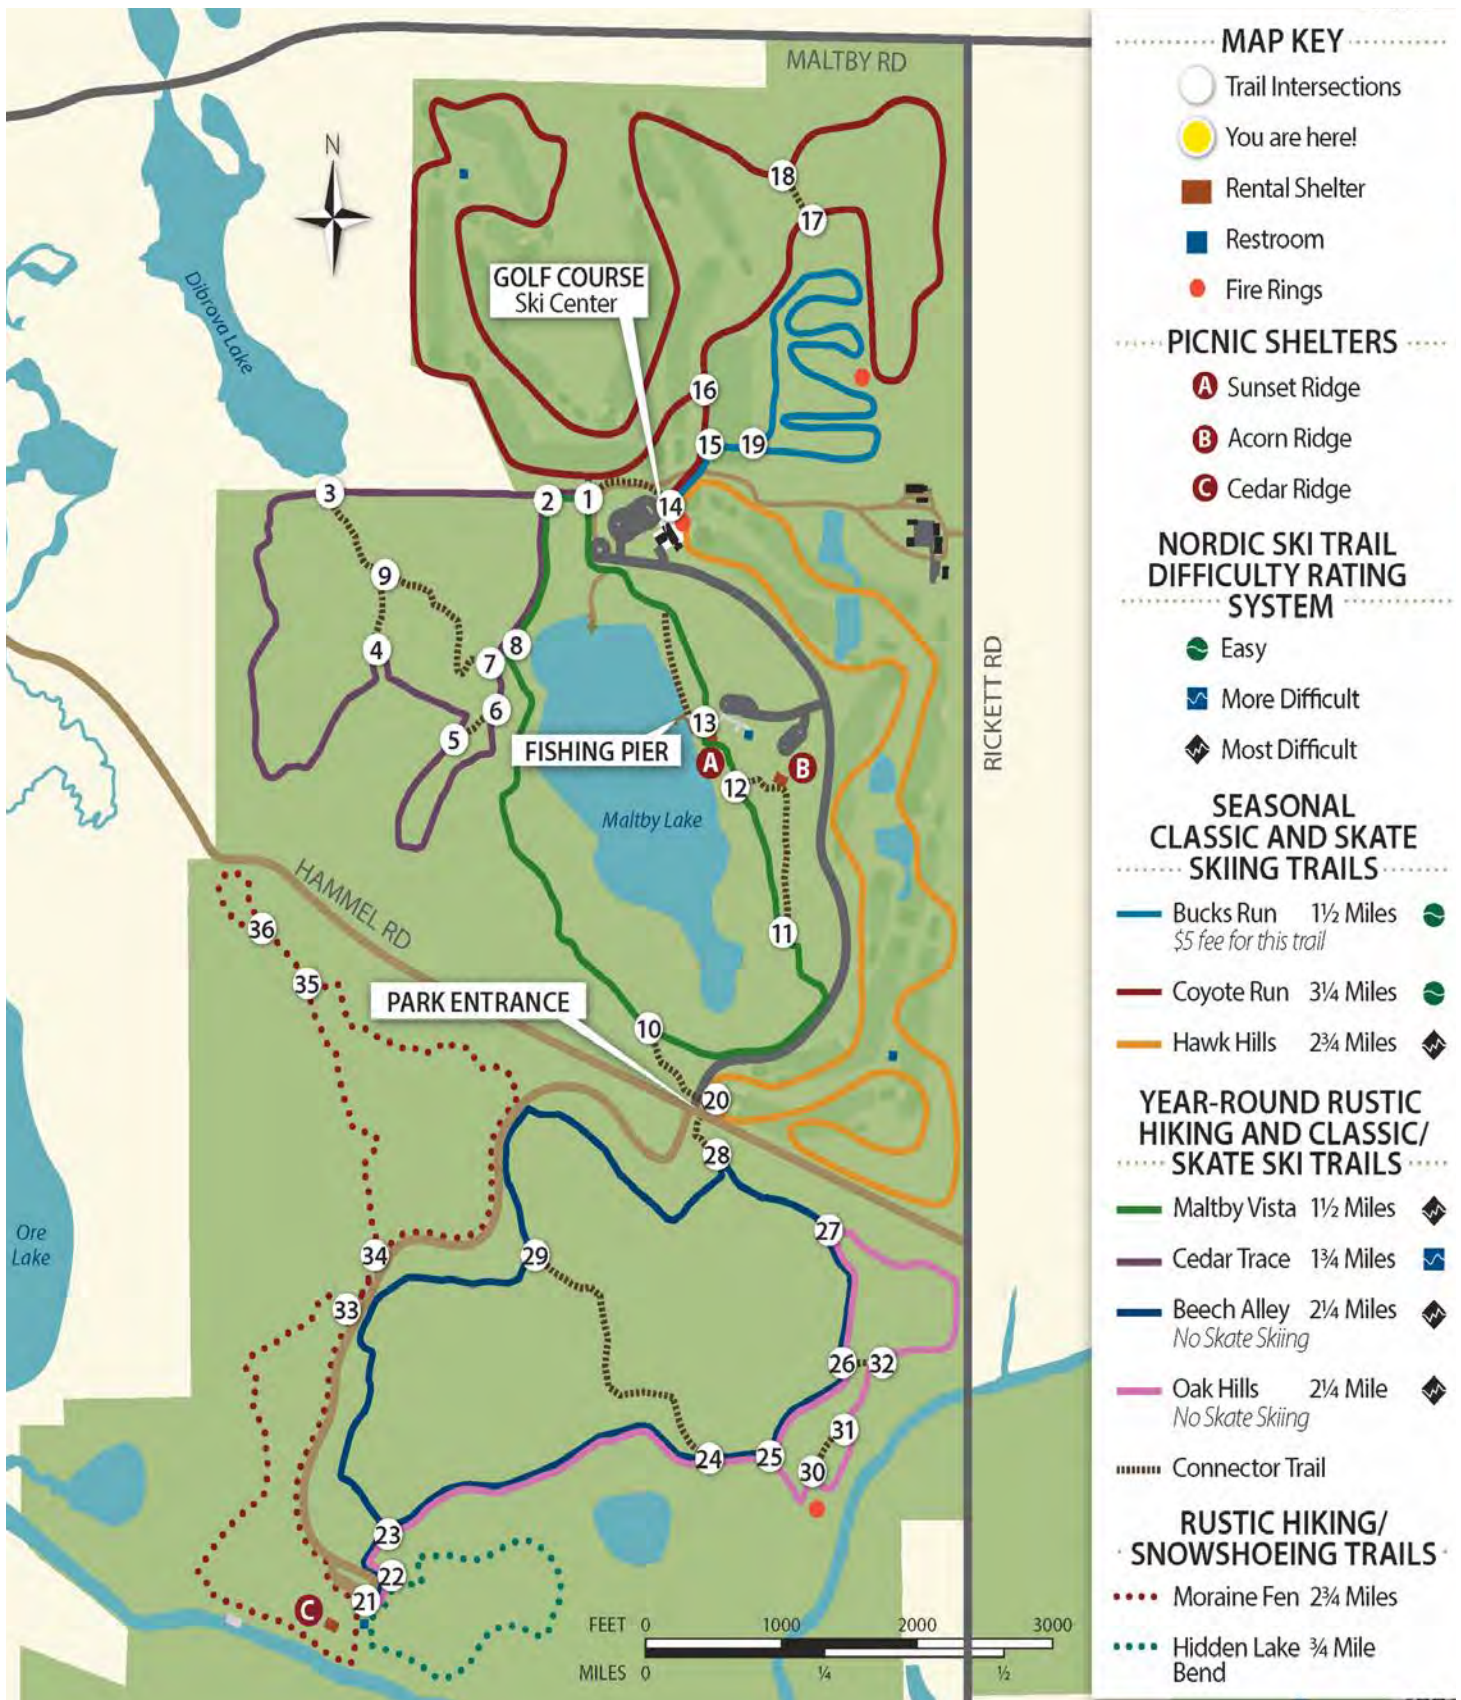 MALTBY RD
N
18
17
GOLF COURSE
Ski Center
Dibrova Lake
16
15
19
3
2
1
14
9
4
8
7
6
5
13
FISHING PIER
A
B
12
Maltby Lake
RICKETT RD
HAMMEL RD
36
11
35
PARK ENTRANCE
10
20
28
Ore
Lake
27
34
29
33
26
32
31
24
25
30
23
22
21
C
FEET 0 1000 2000 3000
MILES 0 ¼ ½
MAP KEY
Trail Intersections
You are here!
Rental Shelter
Restroom
Fire Rings
PICNIC SHELTERS
A Sunset Ridge
B Acorn Ridge
C Cedar Ridge
NORDIC SKI TRAIL
DIFFICULTY RATING
SYSTEM
Easy
More Difficult
Most Difficult
SEASONAL
CLASSIC AND SKATE
SKIING TRAILS
Bucks Run 1½ Miles
$5 fee for this trail
Coyote Run 3¼ Miles
Hawk Hills 2¾ Miles
YEAR-ROUND RUSTIC
HIKING AND CLASSIC/
SKATE SKI TRAILS
Maltby Vista 1½ Miles
Cedar Trace 1¾ Miles
Beech Alley 2¼ Miles
No Skate Skiing
Oak Hills 2¼ Mile
No Skate Skiing
Connector Trail
RUSTIC HIKING/
SNOWSHOEING TRAILS
Moraine Fen 2¾ Miles
Hidden Lake ¾ Mile
Bend